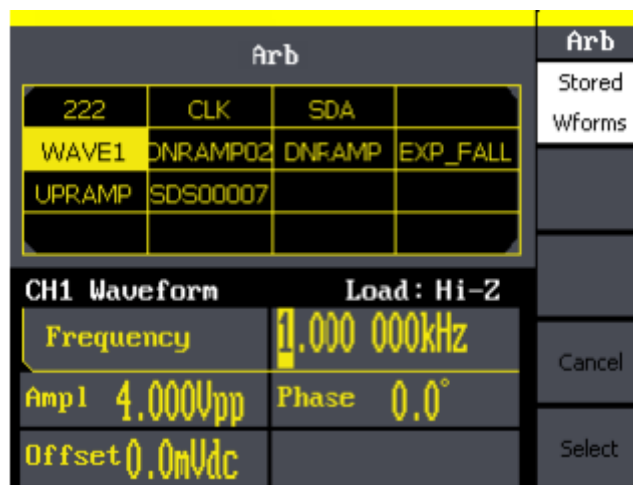 Arb
222 CLK SDA
WAVE1 DNRAMP02 DNRAMP EXP_FALL
UPRAMP SDS00007
CH1 Waveform Load: Hi-Z
Frequency 1.000 000kHz
Ampl 4.000Vpp Phase 0.0°
Offset 0.0mVdc
Arb
Stored
Wforms
Cancel
Select